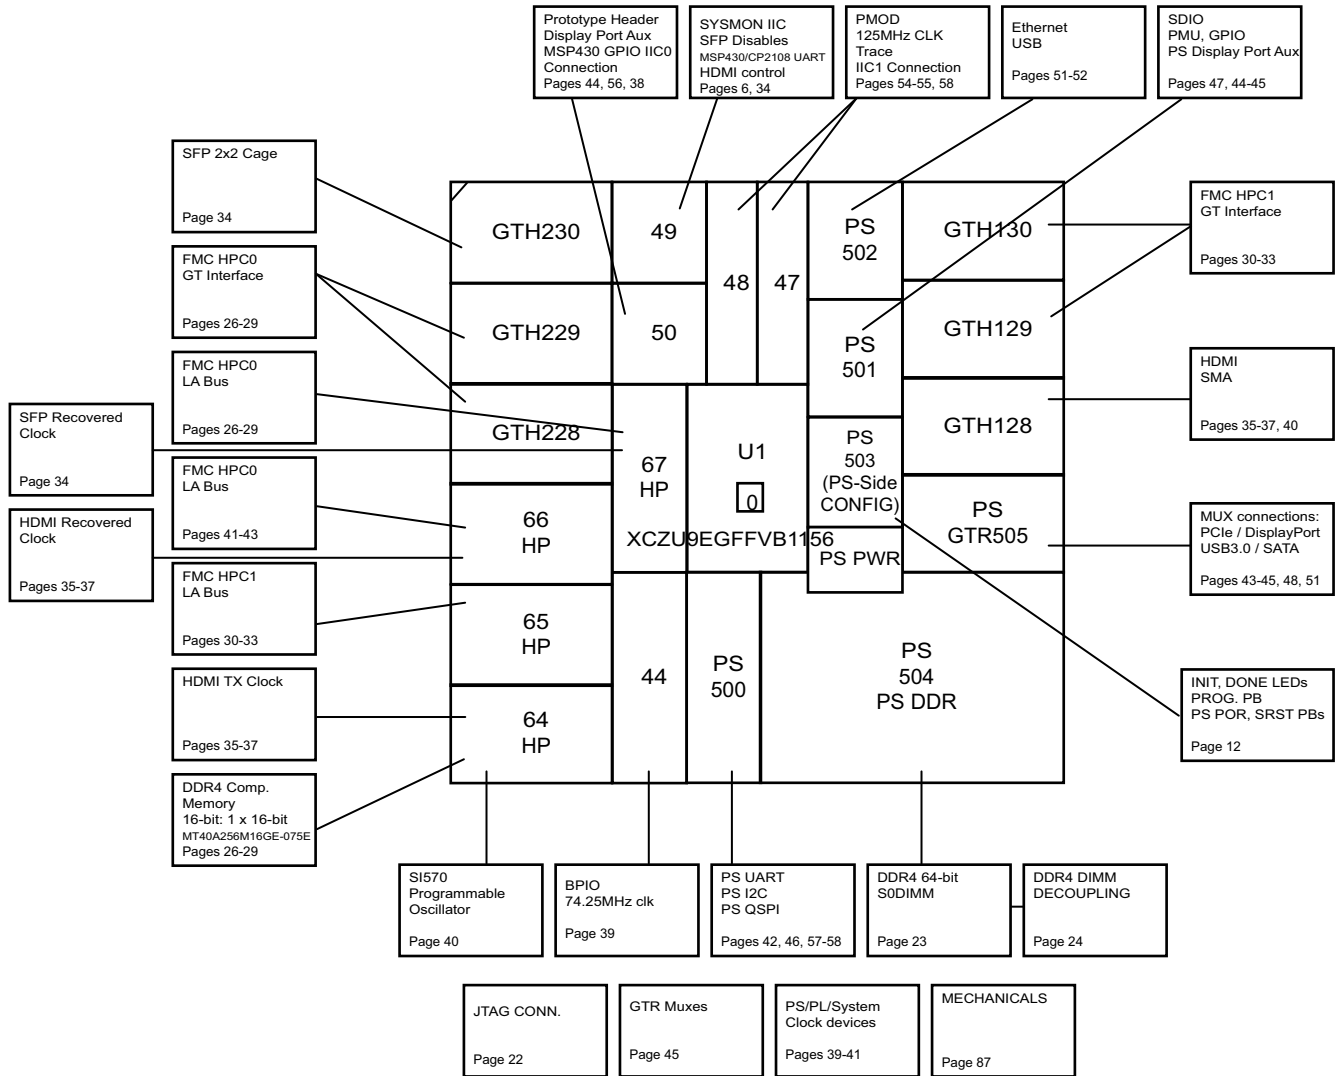 Prototype Header
Display Port Aux
MSP430 GPIO IIC0
Connection
Pages 44, 56, 38
SYSMON IIC
SFP Disables
MSP430/CP2108 UART
HDMI control
Pages 6, 34
PMOD
125MHz CLK
Trace
IIC1 Connection
Pages 54-55, 58
Ethernet
USB
Pages 51-52
SDIO
PMU, GPIO
PS Display Port Aux
Pages 47, 44-45
SFP 2x2 Cage
Page 34
FMC HPC0
GT Interface
Pages 26-29
FMC HPC0
LA Bus
Pages 26-29
SFP Recovered
Clock
Page 34
FMC HPC0
LA Bus
Pages 41-43
HDMI Recovered
Clock
Pages 35-37
FMC HPC1
LA Bus
Pages 30-33
HDMI TX Clock
Pages 35-37
DDR4 Comp.
Memory
16-bit: 1 x 16-bit
MT40A256M16GE-075E
Pages 26-29
GTH230
49
48
47
PS
502
GTH130
GTH229
50
PS
501
GTH129
GTH228
67
HP
U1
0
XCZU9EGFFVB1156
PS
503
(PS-Side
CONFIG)
GTH128
66
HP
PS PWR
PS
GTR505
65
HP
44
PS
500
PS
504
PS DDR
64
HP
FMC HPC1
GT Interface
Pages 30-33
HDMI
SMA
Pages 35-37, 40
MUX connections:
PCIe / DisplayPort
USB3.0 / SATA
Pages 43-45, 48, 51
INIT, DONE LEDs
PROG. PB
PS POR, SRST PBs
Page 12
SI570
Programmable
Oscillator
Page 40
BPIO
74.25MHz clk
Page 39
PS UART
PS I2C
PS QSPI
Pages 42, 46, 57-58
DDR4 64-bit
S0DIMM
Page 23
DDR4 DIMM
DECOUPLING
Page 24
JTAG CONN.
Page 22
GTR Muxes
Page 45
PS/PL/System
Clock devices
Pages 39-41
MECHANICALS
Page 87